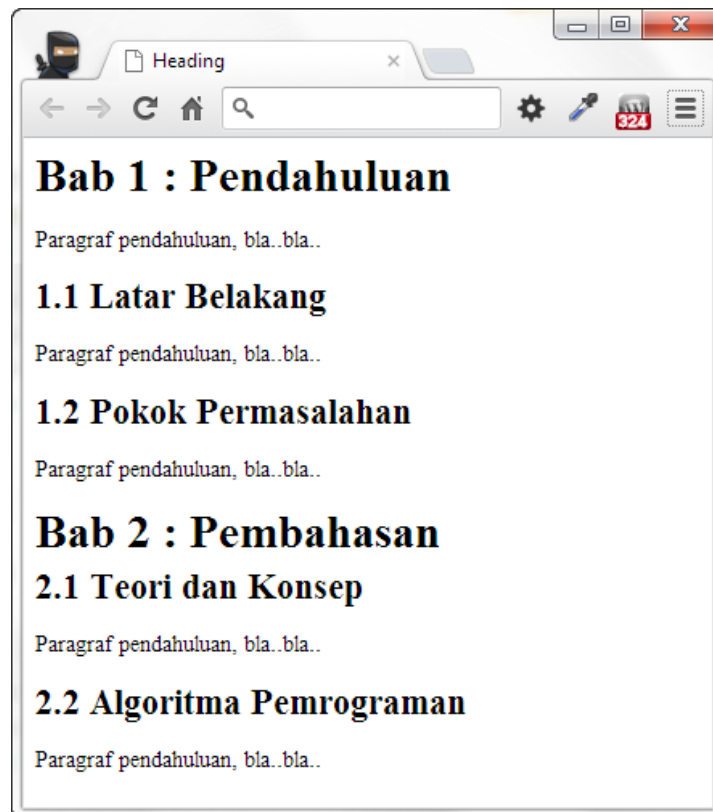 Heading
324
Bab 1 : Pendahuluan
Paragraf pendahuluan, bla..bla..
1.1 Latar Belakang
Paragraf pendahuluan, bla..bla..
1.2 Pokok Permasalahan
Paragraf pendahuluan, bla..bla..
Bab 2 : Pembahasan
2.1 Teori dan Konsep
Paragraf pendahuluan, bla..bla..
2.2 Algoritma Pemrograman
Paragraf pendahuluan, bla..bla..